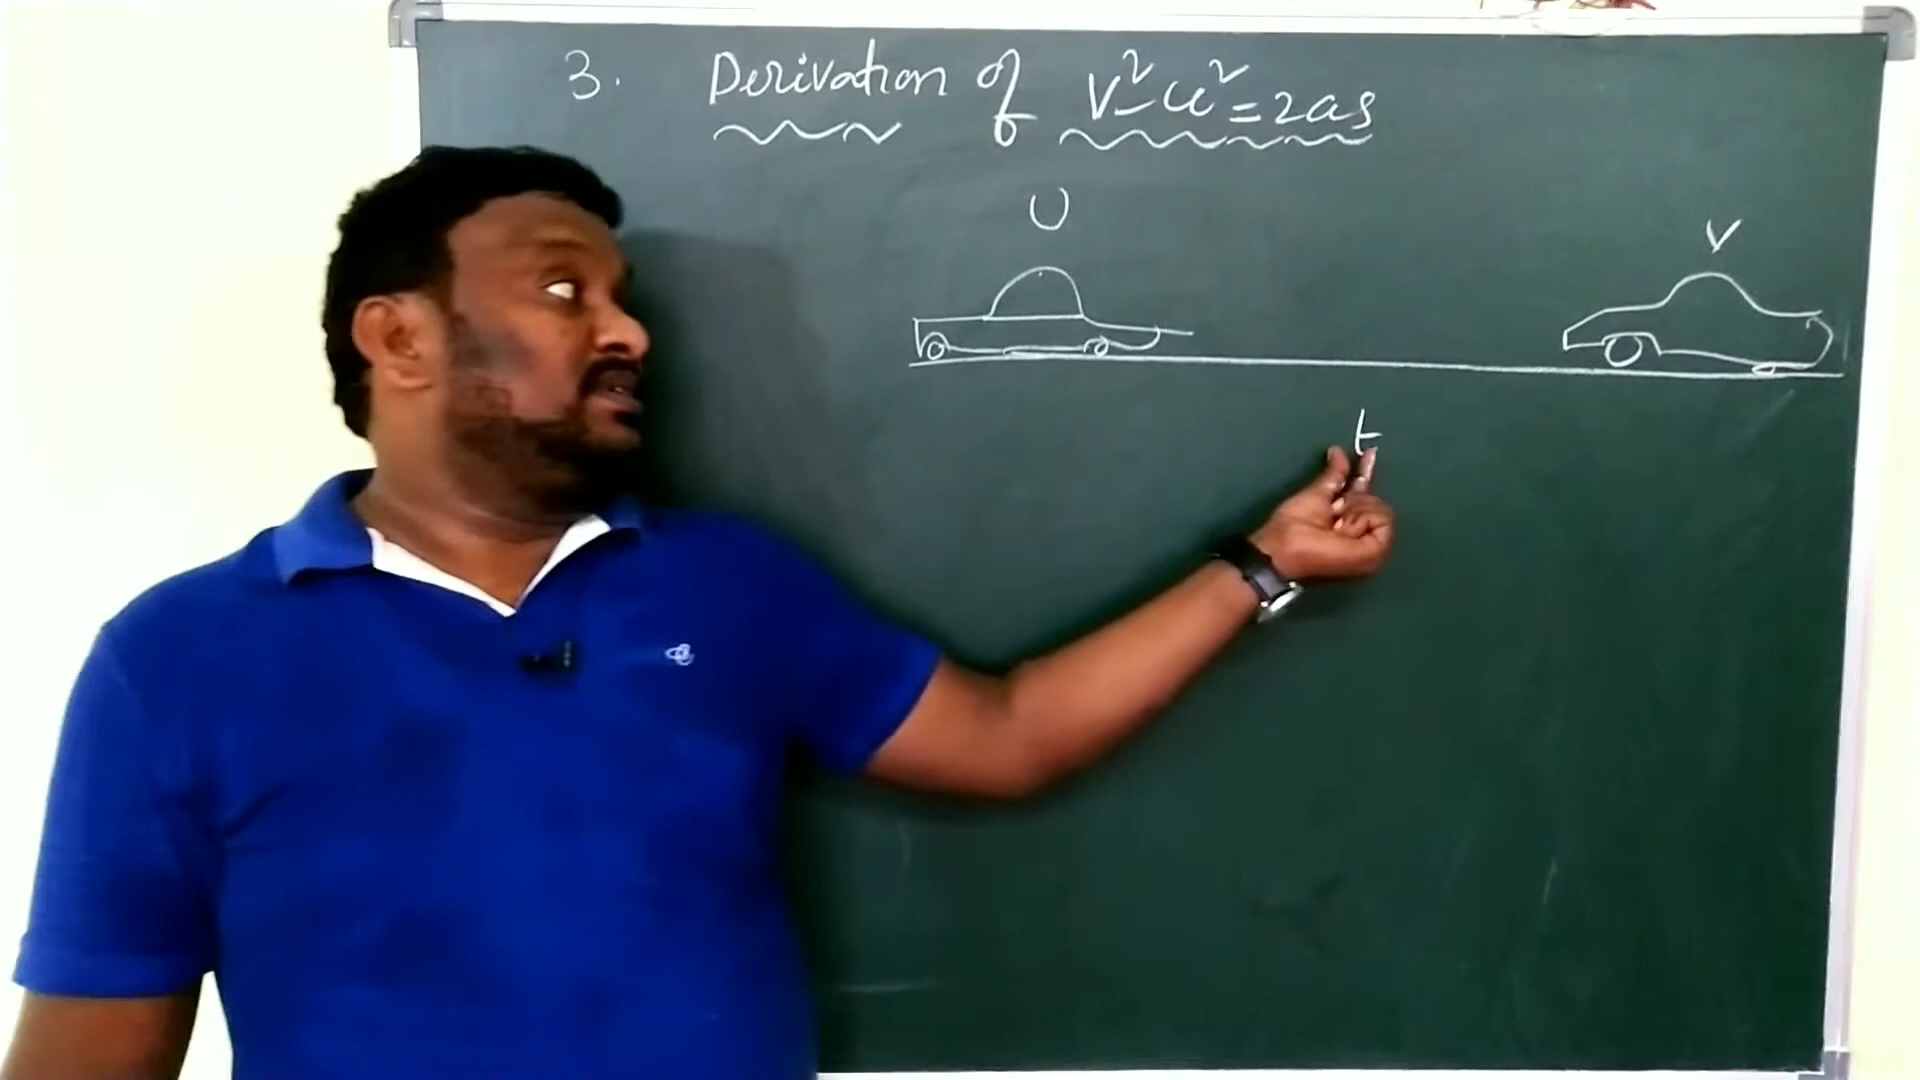 3. Derivation of V²-u²=2as
U
V
t